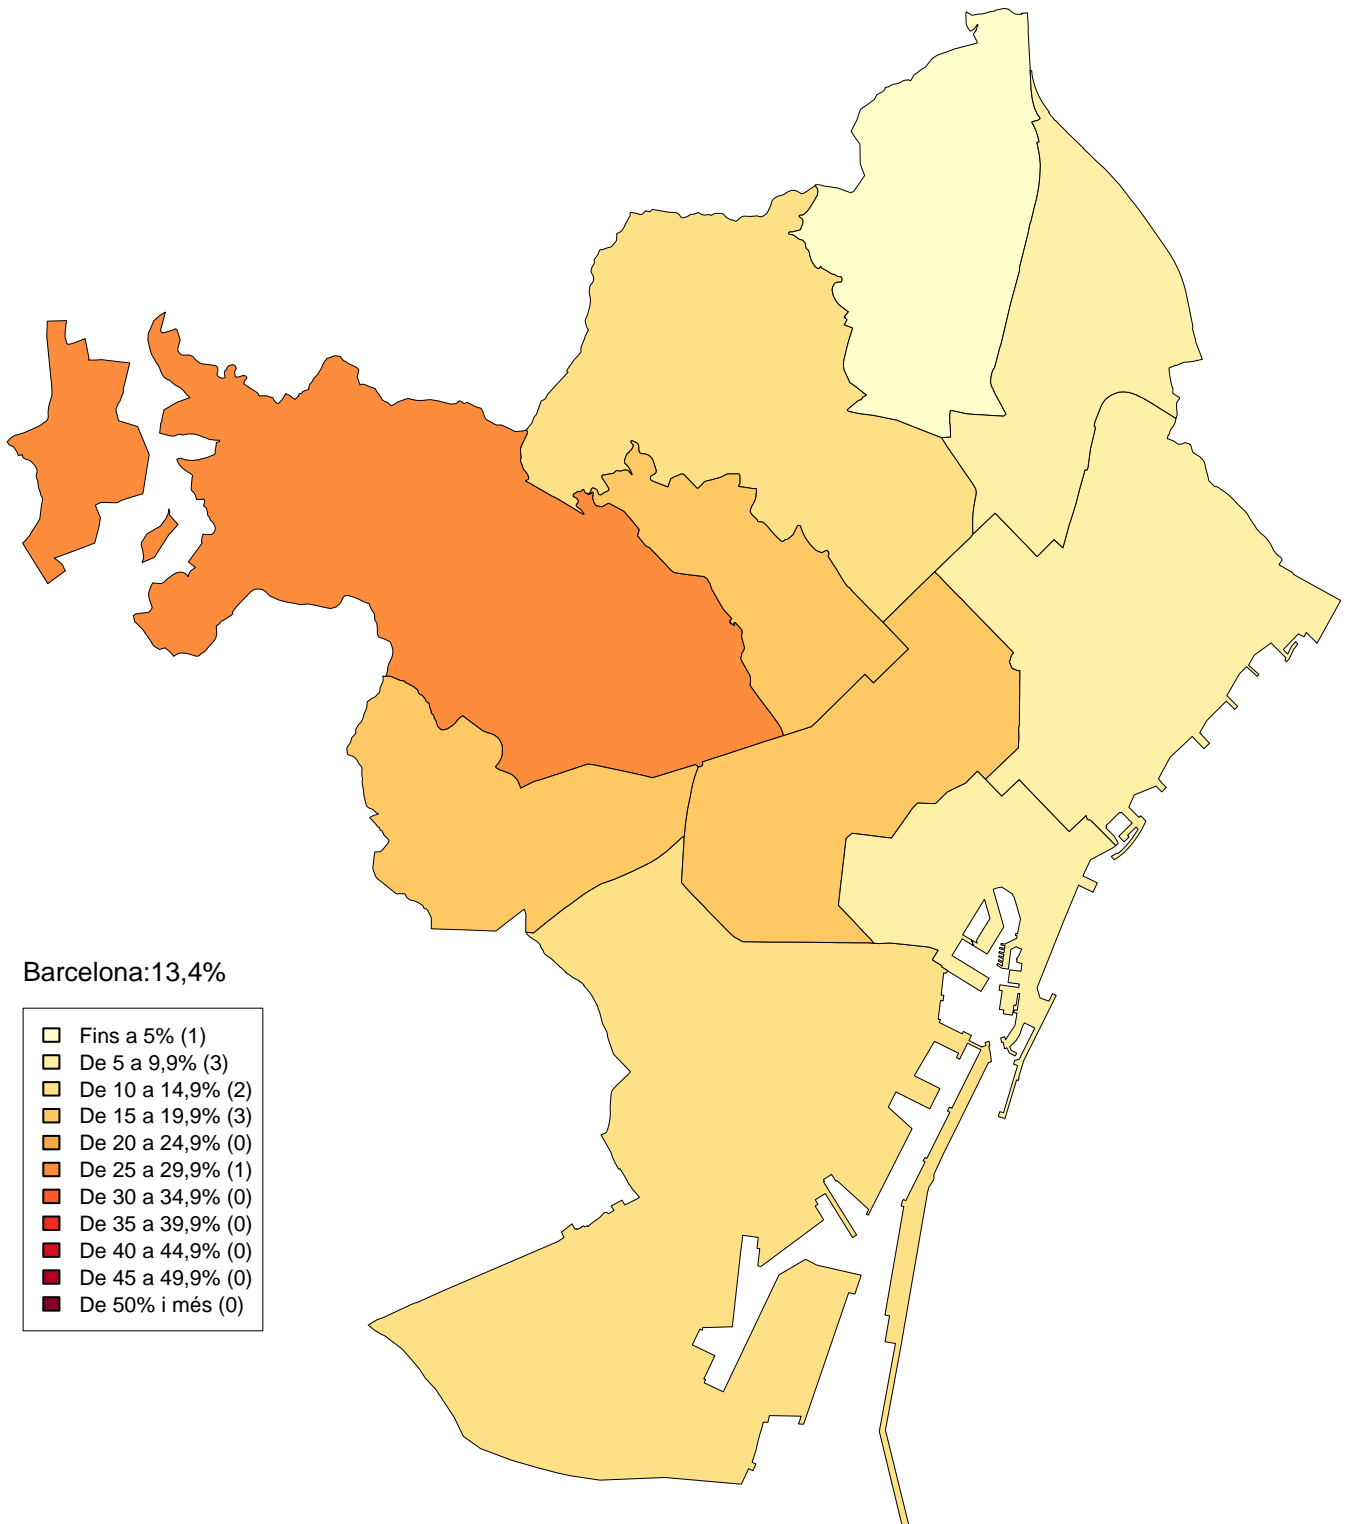 Barcelona:13,4%
Fins a 5% (1)
De 5 a 9,9% (3)
De 10 a 14,9% (2)
De 15 a 19,9% (3)
De 20 a 24,9% (0)
De 25 a 29,9% (1)
De 30 a 34,9% (0)
De 35 a 39,9% (0)
De 40 a 44,9% (0)
De 45 a 49,9% (0)
De 50% i més (0)